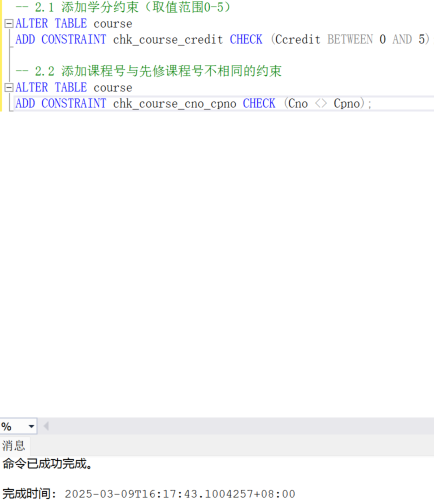 -- 2.1 添加学分约束（取值范围0-5）
ALTER TABLE course
ADD CONSTRAINT chk_course_credit CHECK (Ccredit BETWEEN 0 AND 5)
-- 2.2 添加课程号与先修课程号不相同的约束
ALTER TABLE course
ADD CONSTRAINT chk_course_cno_cpno CHECK (Cno <> Cpno);
%
消息
命令已成功完成。
完成时间: 2025-03-09T16:17:43.1004257+08:00